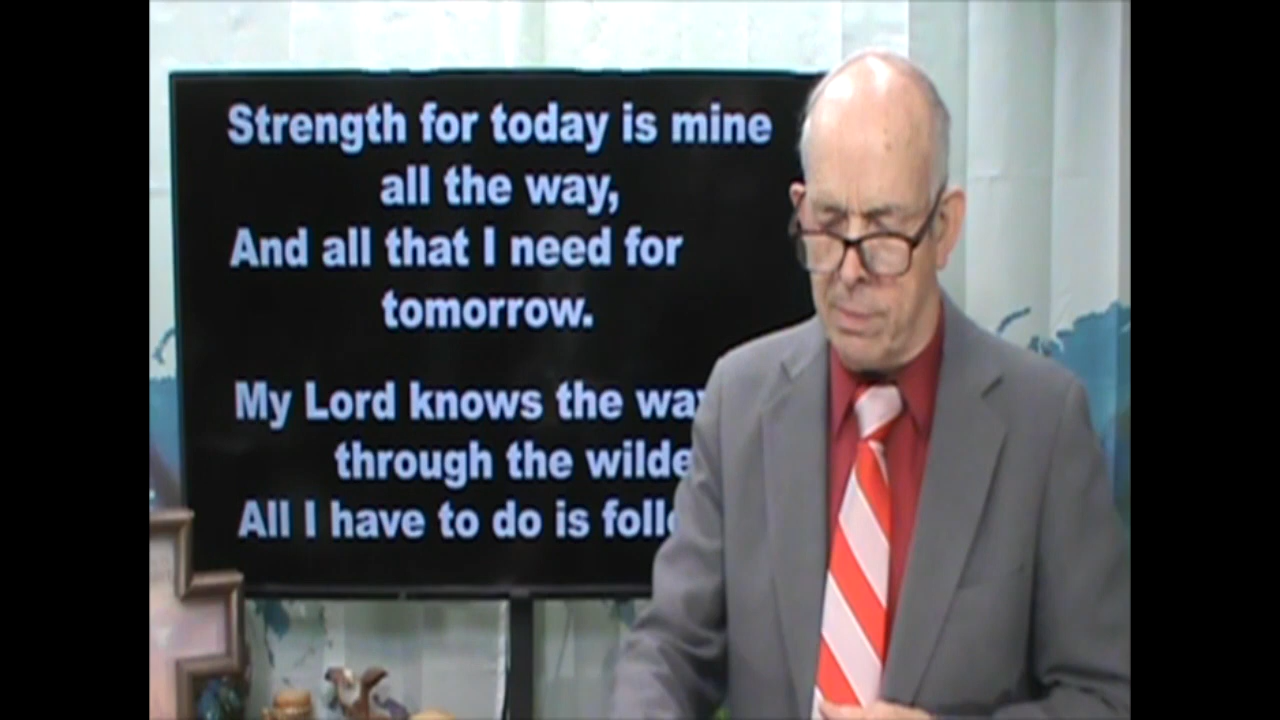 Strength for today is mine
all the way,
And all that I need for
tomorrow.
My Lord knows the way
through the
All I have to do is